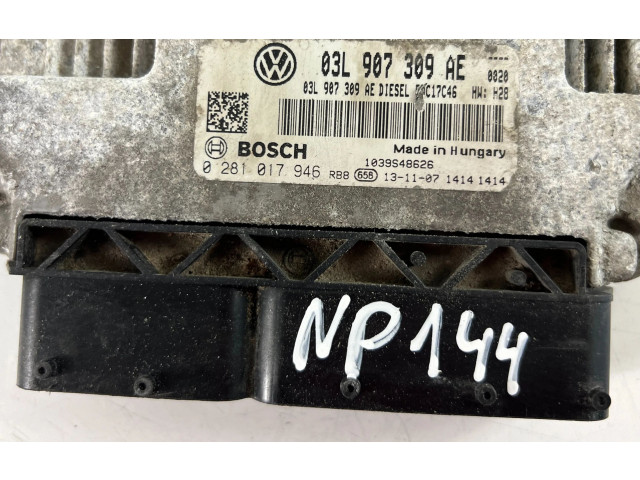 03L 907 309 AE ----
0020
03L 907 309 AE DIESEL HW: H28
BOSCH Made in Hungary
1039S48626
0 281 017 946 RB8 658 13-11-07 1414 1414
NP144